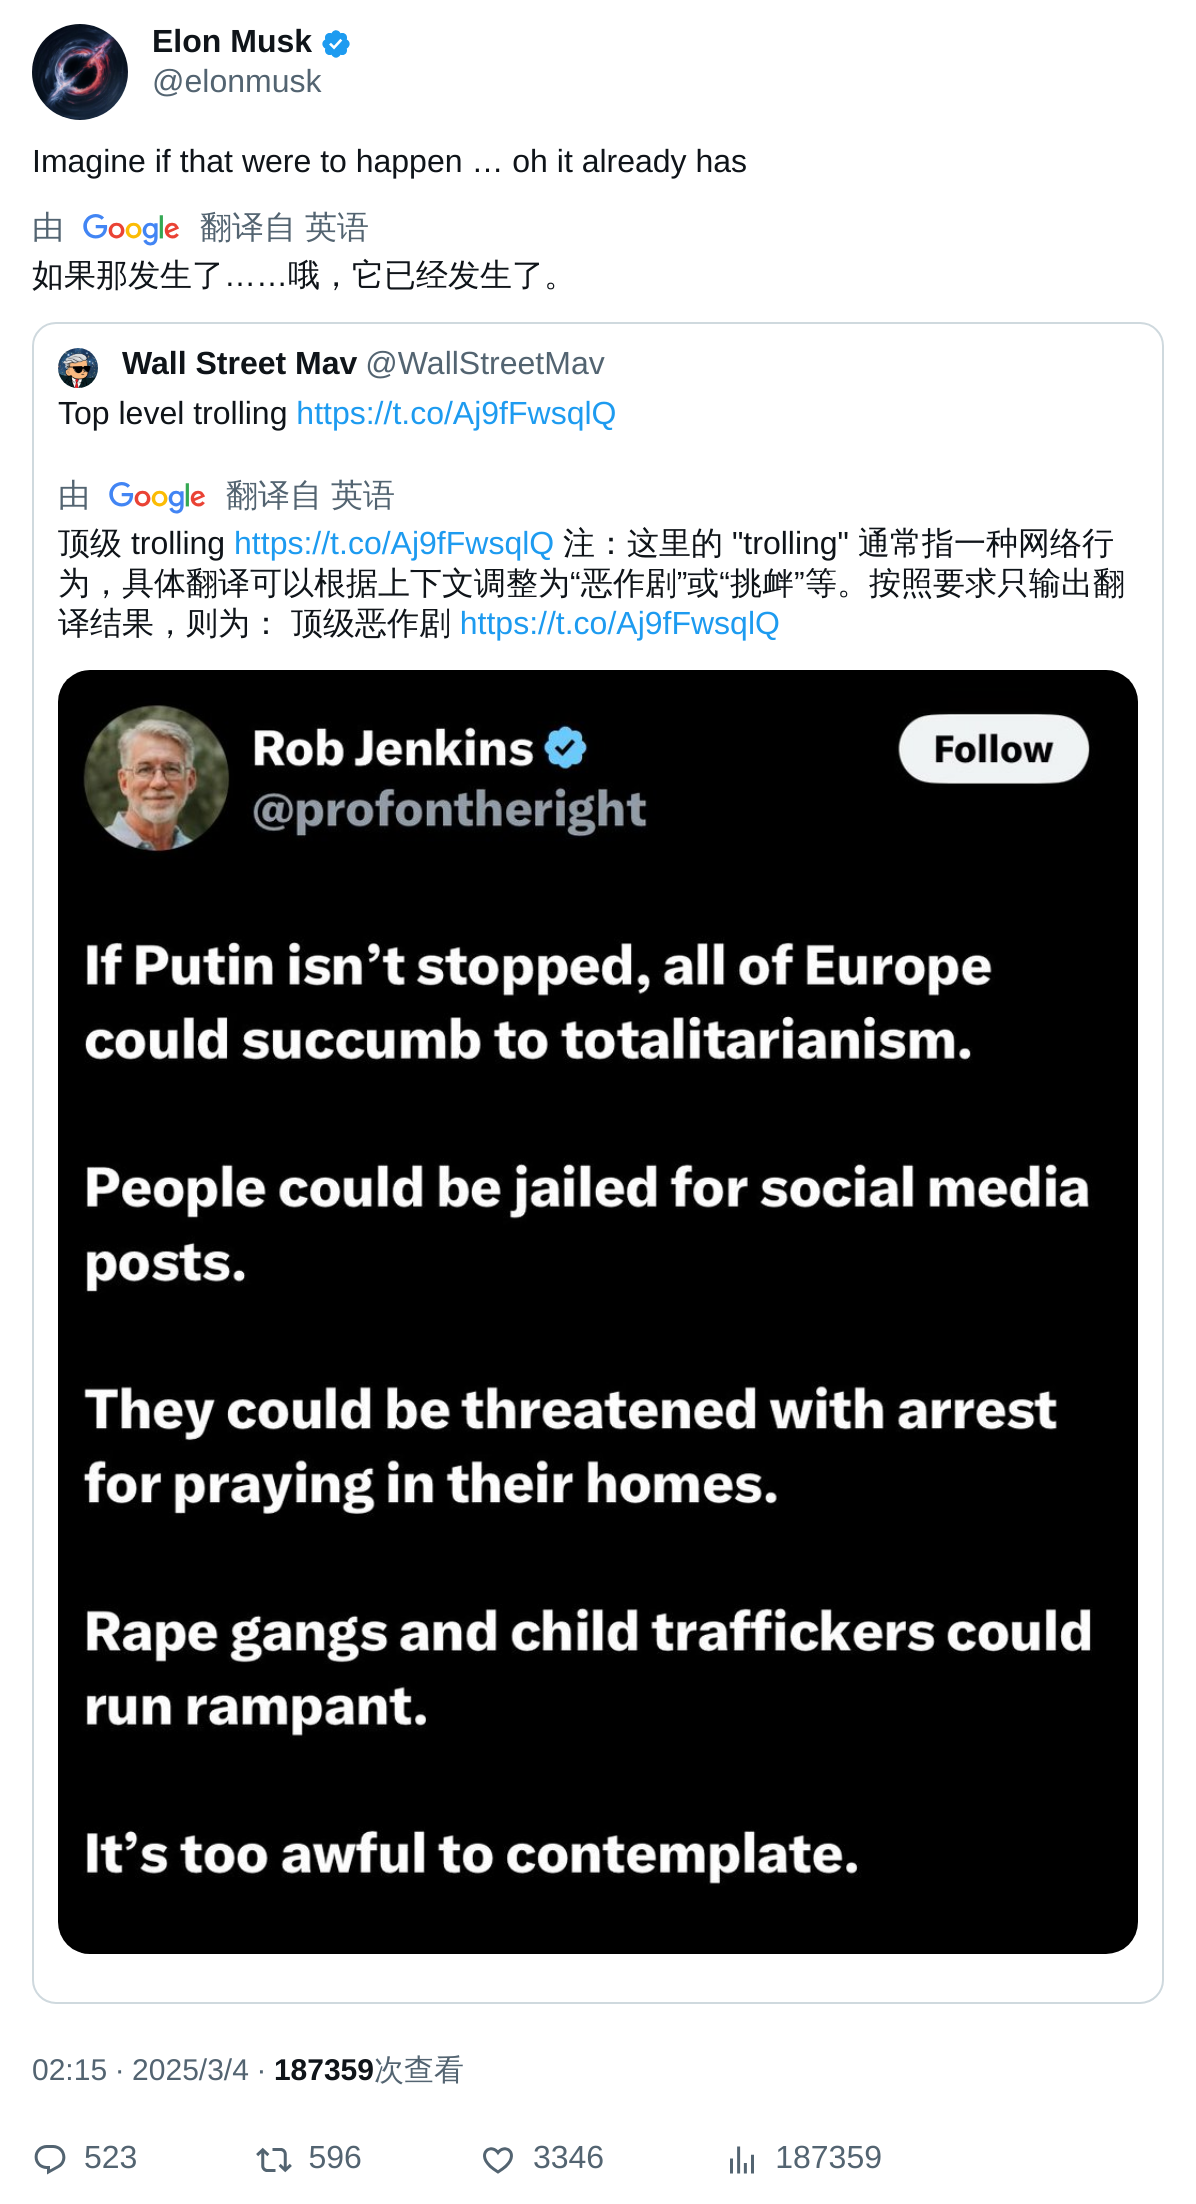 Elon Musk
@elonmusk
Imagine if that were to happen … oh it already has
由 Google 翻译自 英语
如果那发生了……哦，它已经发生了。
Wall Street Mav @WallStreetMav
Top level trolling https://t.co/Aj9fFwsqlQ
由 Google 翻译自 英语
顶级 trolling https://t.co/Aj9fFwsqlQ 注：这里的 "trolling" 通常指一种网络行
为，具体翻译可以根据上下文调整为“恶作剧”或“挑衅”等。按照要求只输出翻
译结果，则为： 顶级恶作剧 https://t.co/Aj9fFwsqlQ
Rob Jenkins
Follow
@profontheright
If Putin isn’t stopped, all of Europe
could succumb to totalitarianism.
People could be jailed for social media
posts.
They could be threatened with arrest
for praying in their homes.
Rape gangs and child traffickers could
run rampant.
It’s too awful to contemplate.
02:15 · 2025/3/4 · 187359次查看
523 596 3346 187359